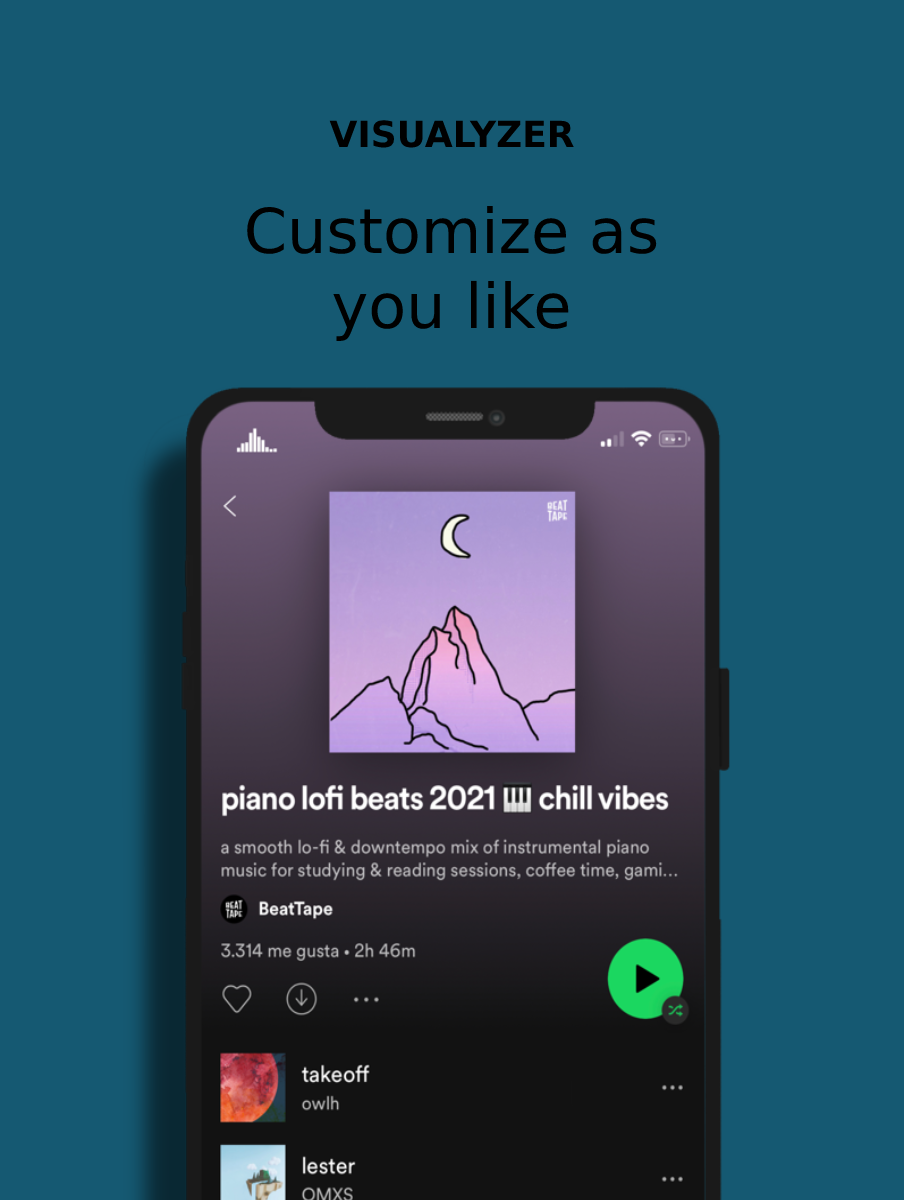 VISUALYZER
Customize as
you like
BEAT
TAPE
piano lofi beats 2021 🎹 chill vibes
a smooth lo-fi & downtempo mix of instrumental piano
music for studying & reading sessions, coffee time, gami...
BEAT
TAPE
BeatTape
3.314 me gusta • 2h 46m
takeoff
owlh
lester
OMXS